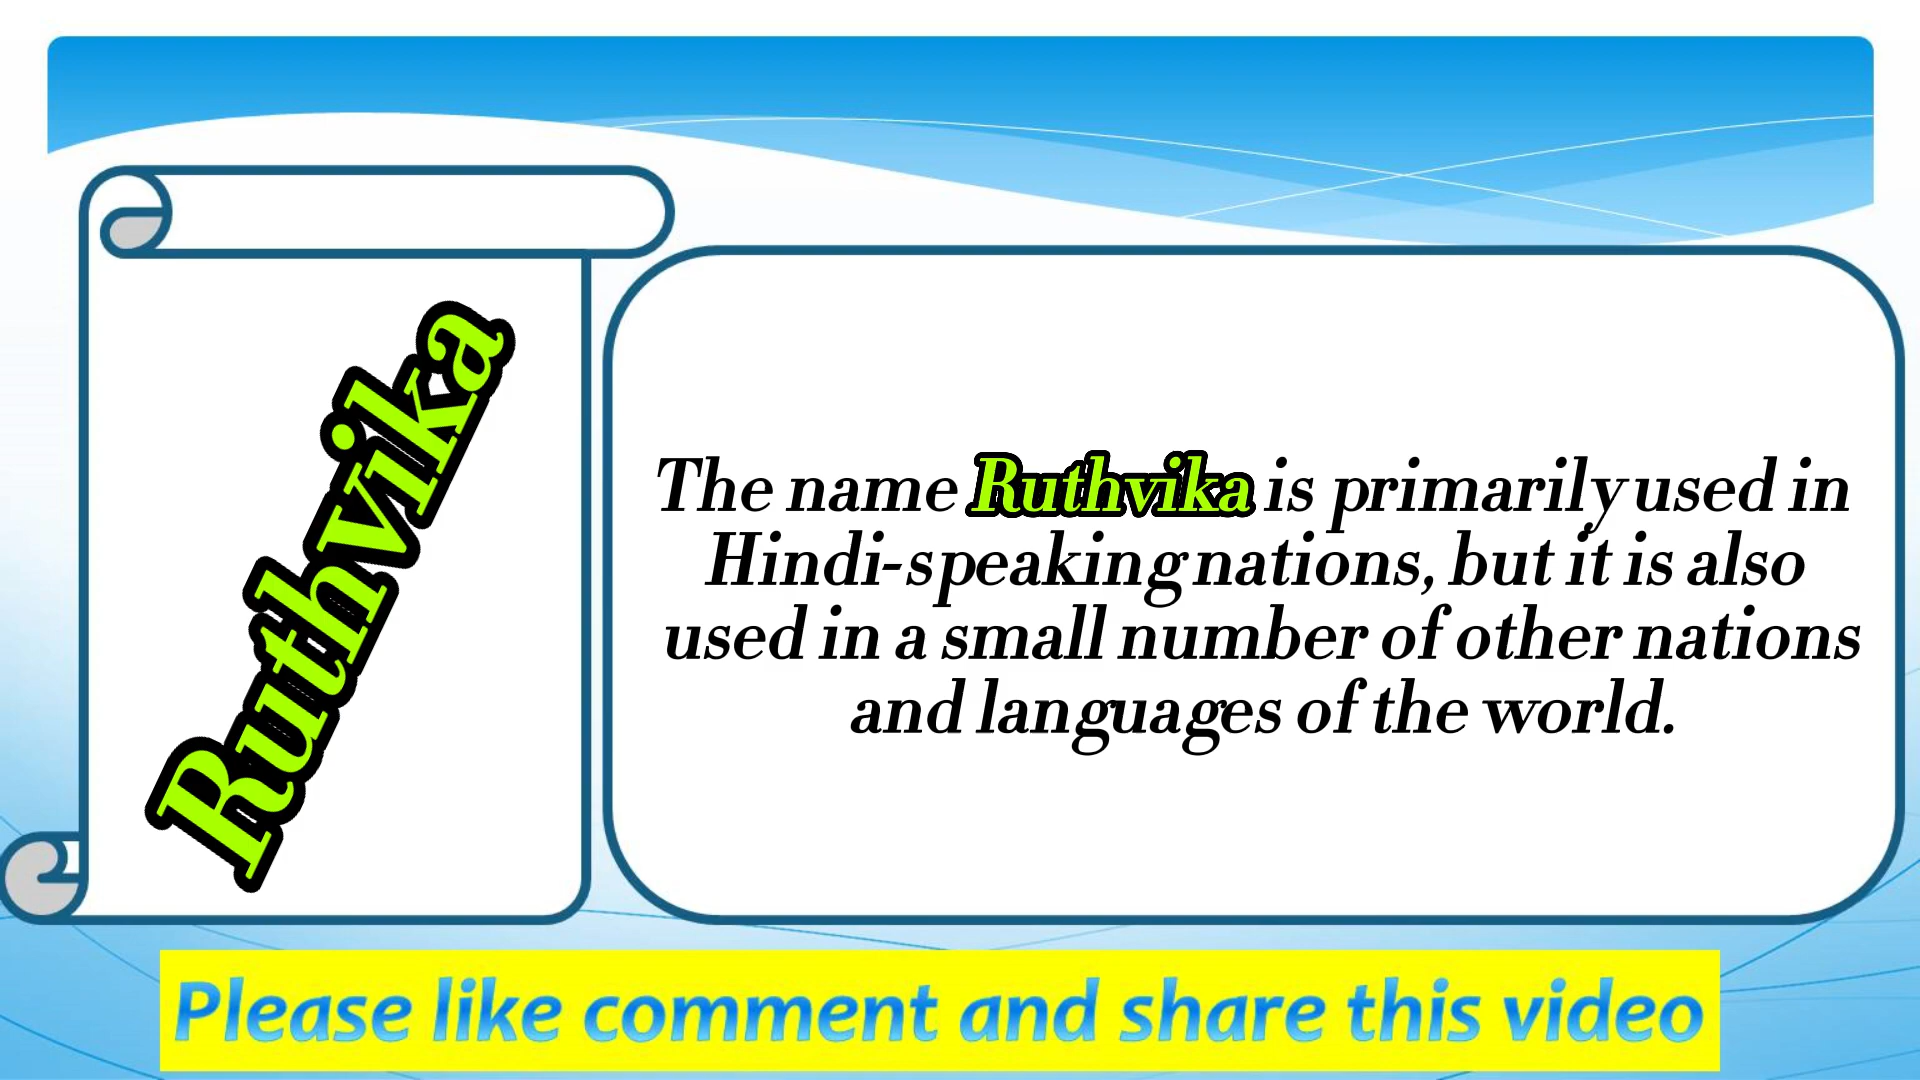 Ruthvika
The name Ruthvika is primarily used in
Hindi-speaking nations, but it is also
used in a small number of other nations
and languages of the world.
Please like comment and share this video